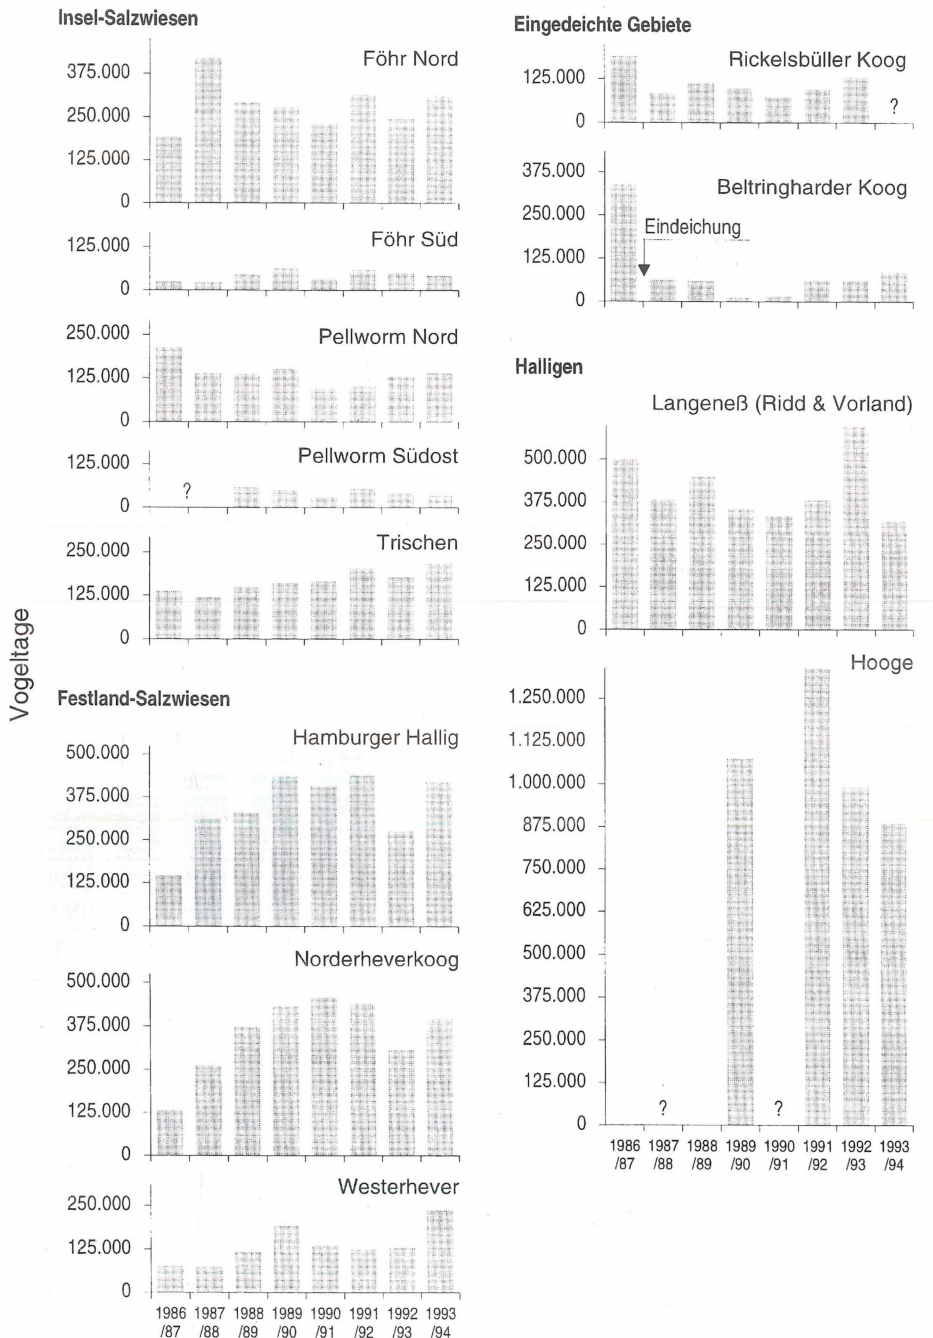 Vogeltage
Insel-Salzwiesen
Föhr Nord
375.000
250.000
125.000
0
Föhr Süd
125.000
0
Pellworm Nord
250.000
125.000
0
Pellworm Südost
125.000
?
0
Trischen
250.000
125.000
0
Festland-Salzwiesen
Hamburger Hallig
500.000
375.000
250.000
125.000
0
Norderheverkoog
500.000
375.000
250.000
125.000
0
Westerhever
250.000
125.000
0
1986 1987 1988 1989 1990 1991 1992 1993
/87 /88 /89 /90 /91 /92 /93 /94
Eingedeichte Gebiete
Rickelsbüller Koog
125.000
?
0
Beltringharder Koog
375.000
250.000
Eindeichung
125.000
0
Halligen
Langeneß (Ridd & Vorland)
500.000
375.000
250.000
125.000
0
Hooge
1.250.000
1.125.000
1.000.000
875.000
750.000
625.000
500.000
375.000
250.000
125.000
? ?
0
1986 1987 1988 1989 1990 1991 1992 1993
/87 /88 /89 /90 /91 /92 /93 /94